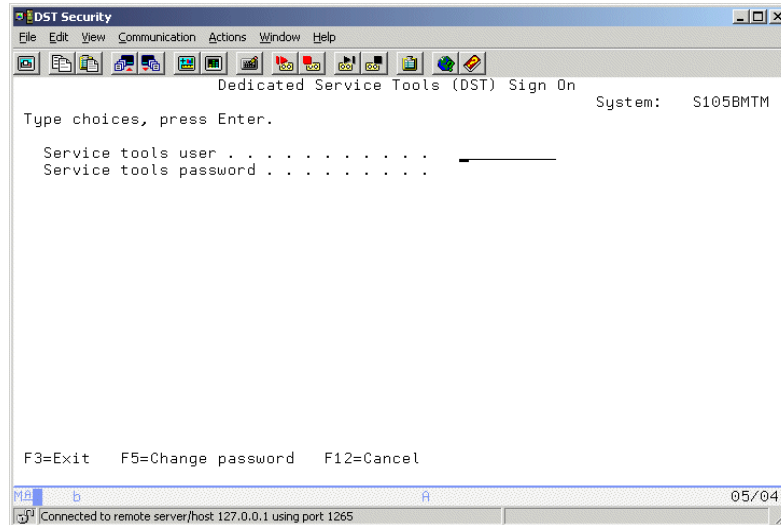 DST Security
File Edit View Communication Actions Window Help
Dedicated Service Tools (DST) Sign On
System: S105BMTM
Type choices, press Enter.
Service tools user . . . . . . . . . . .
Service tools password . . . . . . . . .
F3=Exit F5=Change password F12=Cancel
MA b A 05/04
Connected to remote server/host 127.0.0.1 using port 1265